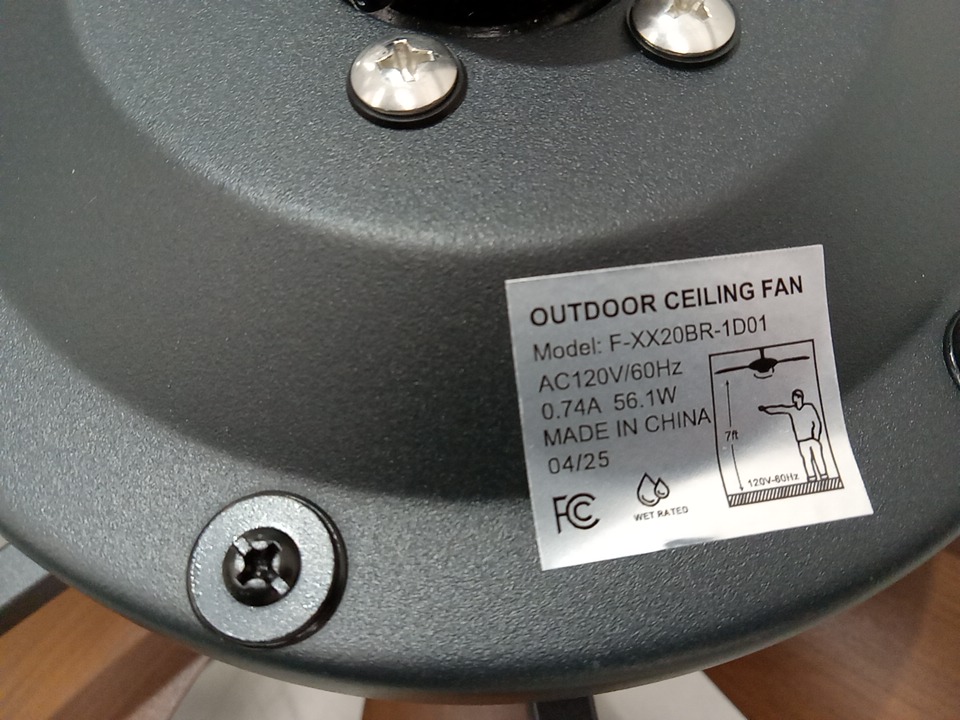 OUTDOOR CEILING FAN
Model: F-XX20BR-1D01
AC120V/60Hz
0.74A 56.1W
MADE IN CHINA
04/25
FC
WET RATED
7ft
120V-60Hz